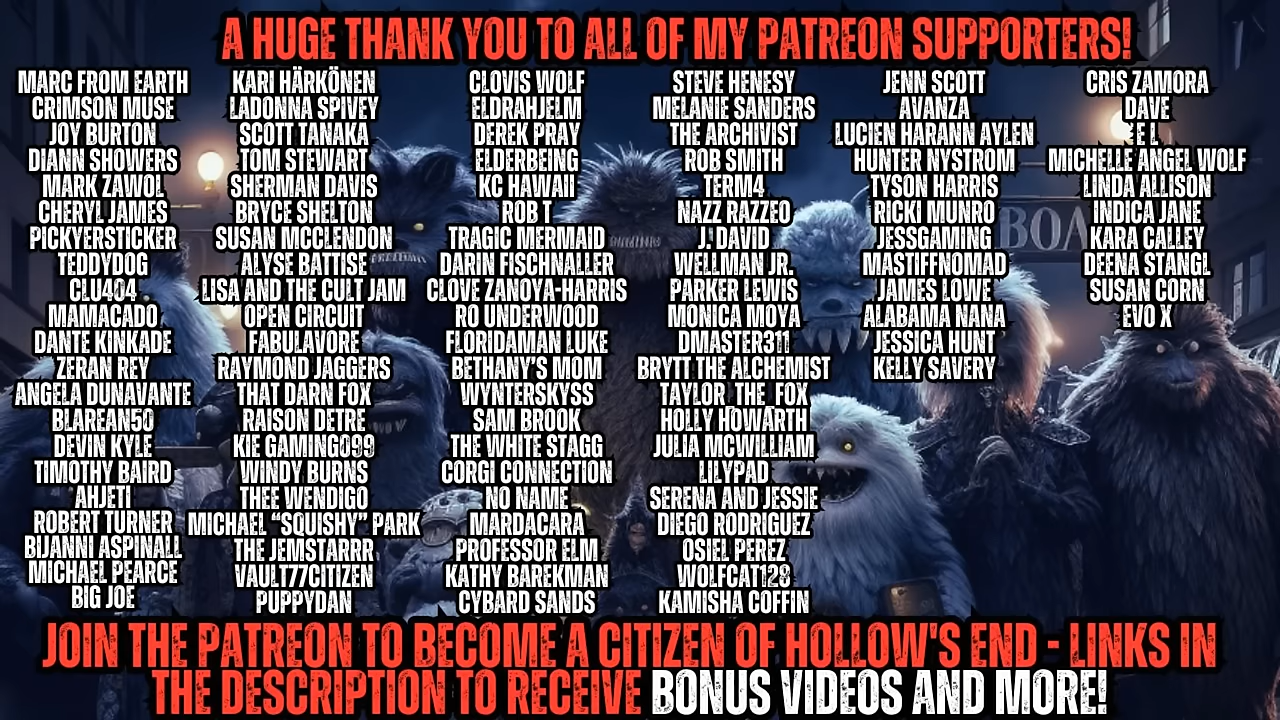 A HUGE THANK YOU TO ALL OF MY PATREON SUPPORTERS!
MARC FROM EARTH
CRIMSON MUSE
JOY BURTON
DIANN SHOWERS
MARK ZAWOL
CHERYL JAMES
PICKYERSTICKER
TEDDYDOG
CLU404
MAMACADO
DANTE KINKADE
ZERAN REY
ANGELA DUNAVANTE
BLAREAN50
DEVIN KYLE
TIMOTHY BAIRD
AHJETI
ROBERT TURNER
BIJANNI ASPINALL
MICHAEL PEARCE
BIG JOE
KARI HÄRKÖNEN
LADONNA SPIVEY
SCOTT TANAKA
TOM STEWART
SHERMAN DAVIS
BRYCE SHELTON
SUSAN MCCLENDON
ALYSE BATTISE
LISA AND THE CULT JAM
OPEN CIRCUIT
FABULAVORE
RAYMOND JAGGERS
THAT DARN FOX
RAISON DETRE
KIE GAMING099
WINDY BURNS
THEE WENDIGO
MICHAEL “SQUISHY” PARK
THE JEMSTARRR
VAULT77CITIZEN
PUPPYDAN
CLOVIS WOLF
ELDRAHJELM
DEREK PRAY
ELDERBEING
KC HAWAII
ROB T
TRAGIC MERMAID
DARIN FISCHNALLER
CLOVE ZANOYA-HARRIS
RO UNDERWOOD
FLORIDAMAN LUKE
BETHANY'S MOM
WYNTERSKYSS
SAM BROOK
THE WHITE STAGG
CORGI CONNECTION
NO NAME
MARDACARA
PROFESSOR ELM
KATHY BAREKMAN
CYBARD SANDS
STEVE HENESY
MELANIE SANDERS
THE ARCHIVIST
ROB SMITH
TERM4
NAZZ RAZZEO
J. DAVID
WELLMAN JR.
PARKER LEWIS
MONICA MOYA
DMASTER311
BRYTT THE ALCHEMIST
TAYLOR_THE_FOX
HOLLY HOWARTH
JULIA MCWILLIAM
LILYPAD
SERENA AND JESSIE
DIEGO RODRIGUEZ
OSIEL PEREZ
WOLFCAT128
KAMISHA COFFIN
JENN SCOTT
AVANZA
LUCIEN HARANN AYLEN
HUNTER NYSTROM
TYSON HARRIS
RICKI MUNRO
JESSGAMING
MASTIFFNOMAD
JAMES LOWE
ALABAMA NANA
JESSICA HUNT
KELLY SAVERY
CRIS ZAMORA
DAVE
E L
MICHELLE ANGEL WOLF
LINDA ALLISON
INDICA JANE
KARA CALLEY
DEENA STANGL
SUSAN CORN
EVO X
JOIN THE PATREON TO BECOME A CITIZEN OF HOLLOW'S END - LINKS IN
THE DESCRIPTION TO RECEIVE BONUS VIDEOS AND MORE!